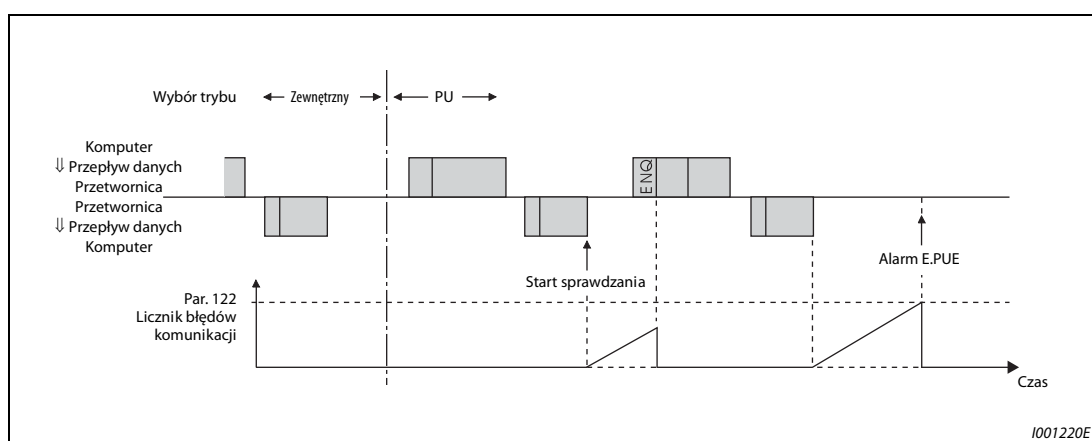 Wybór trybu Zewnętrzny PU
Komputer
⇓ Przepływ danych
Przetwornica
Przetwornica
⇓ Przepływ danych
Komputer
ENQ
Start sprawdzania
Alarm E.PUE
Par. 122
Licznik błędów
komunikacji
Czas
I001220E